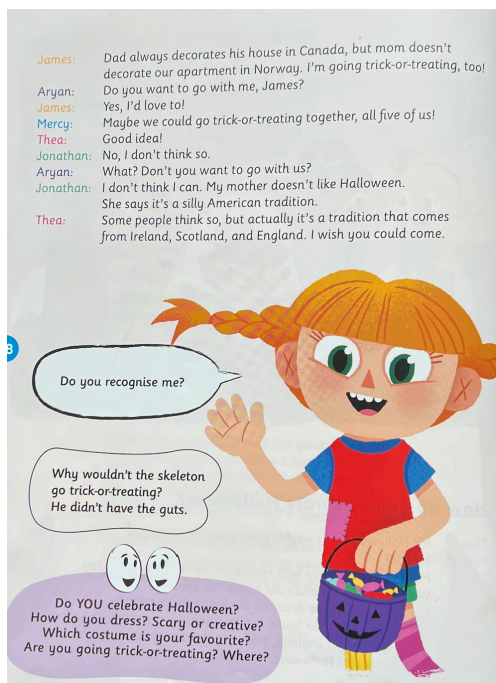 James: Dad always decorates his house in Canada, but mom doesn't
decorate our apartment in Norway. I'm going trick-or-treating, too!
Aryan: Do you want to go with me, James?
James: Yes, I'd love to!
Mercy: Maybe we could go trick-or-treating together, all five of us!
Thea: Good idea!
Jonathan: No, I don't think so.
Aryan: What? Don't you want to go with us?
Jonathan: I don't think I can. My mother doesn't like Halloween.
She says it's a silly American tradition.
Thea: Some people think so, but actually it's a tradition that comes
from Ireland, Scotland, and England. I wish you could come.
Do you recognise me?
Why wouldn't the skeleton
go trick-or-treating?
He didn't have the guts.
Do YOU celebrate Halloween?
How do you dress? Scary or creative?
Which costume is your favourite?
Are you going trick-or-treating? Where?